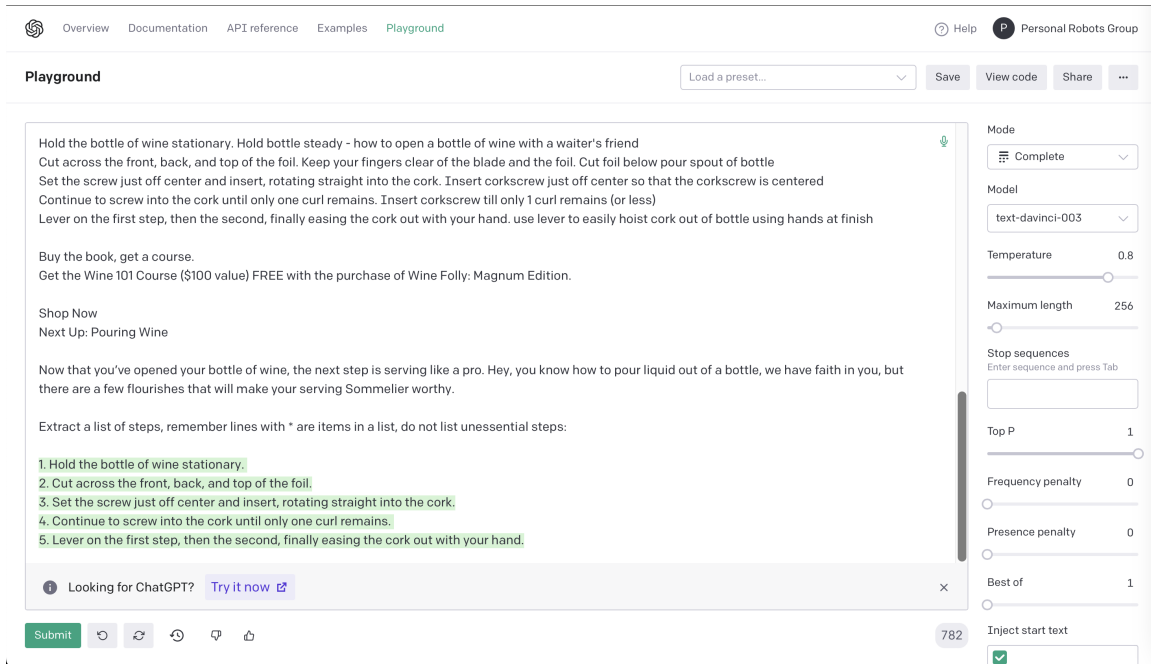 Overview Documentation API reference Examples Playground
Help P Personal Robots Group
Playground
Load a preset...
Save View code Share ...
Hold the bottle of wine stationary. Hold bottle steady - how to open a bottle of wine with a waiter's friend
Cut across the front, back, and top of the foil. Keep your fingers clear of the blade and the foil. Cut foil below pour spout of bottle
Set the screw just off center and insert, rotating straight into the cork. Insert corkscrew just off center so that the corkscrew is centered
Continue to screw into the cork until only one curl remains. Insert corkscrew till only 1 curl remains (or less)
Lever on the first step, then the second, finally easing the cork out with your hand. use lever to easily hoist cork out of bottle using hands at finish
Buy the book, get a course.
Get the Wine 101 Course ($100 value) FREE with the purchase of Wine Folly: Magnum Edition.
Shop Now
Next Up: Pouring Wine
Now that you've opened your bottle of wine, the next step is serving like a pro. Hey, you know how to pour liquid out of a bottle, we have faith in you, but
there are a few flourishes that will make your serving Sommelier worthy.
Extract a list of steps, remember lines with * are items in a list, do not list unessential steps:
1. Hold the bottle of wine stationary.
2. Cut across the front, back, and top of the foil.
3. Set the screw just off center and insert, rotating straight into the cork.
4. Continue to screw into the cork until only one curl remains.
5. Lever on the first step, then the second, finally easing the cork out with your hand.
Looking for ChatGPT? Try it now
Submit
782
Mode
Complete
Model
text-davinci-003
Temperature 0.8
Maximum length 256
Stop sequences
Enter sequence and press Tab
Top P 1
Frequency penalty 0
Presence penalty 0
Best of 1
Inject start text